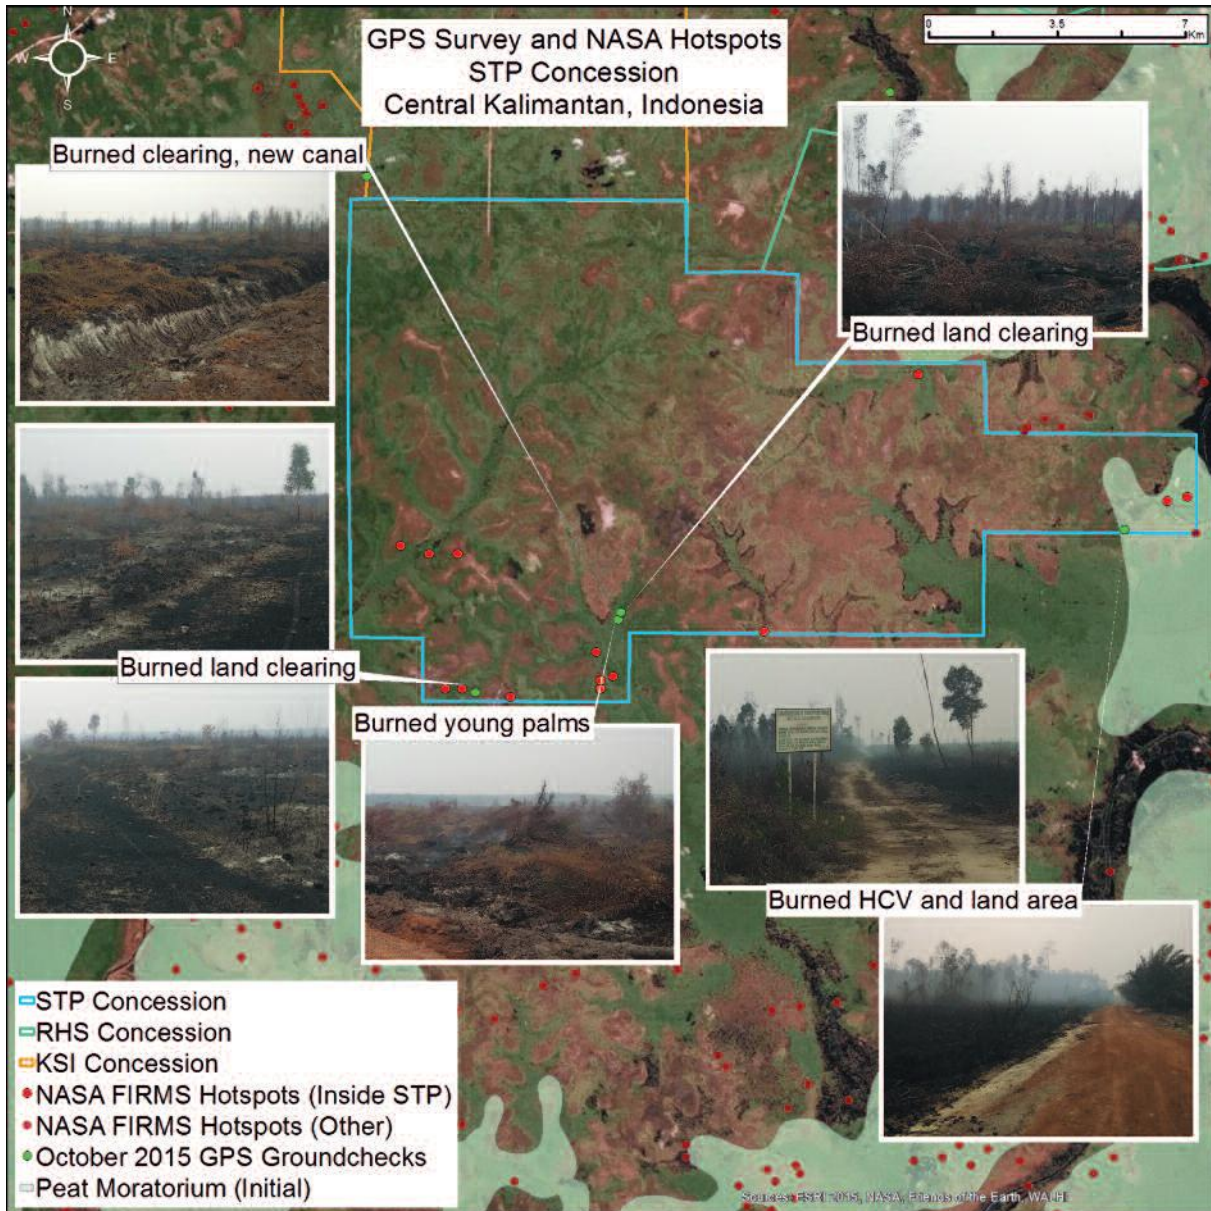 N
W
E
S
0
3.5
7
Km
GPS Survey and NASA Hotspots
STP Concession
Central Kalimantan, Indonesia
Burned clearing, new canal
Burned land clearing
Burned land clearing
Burned young palms
Burned HCV and land area
STP Concession
RHS Concession
KSI Concession
NASA FIRMS Hotspots (Inside STP)
NASA FIRMS Hotspots (Other)
October 2015 GPS Groundchecks
Peat Moratorium (Initial)
Sources: ESRI 2015, NASA, Friends of the Earth, WALHI